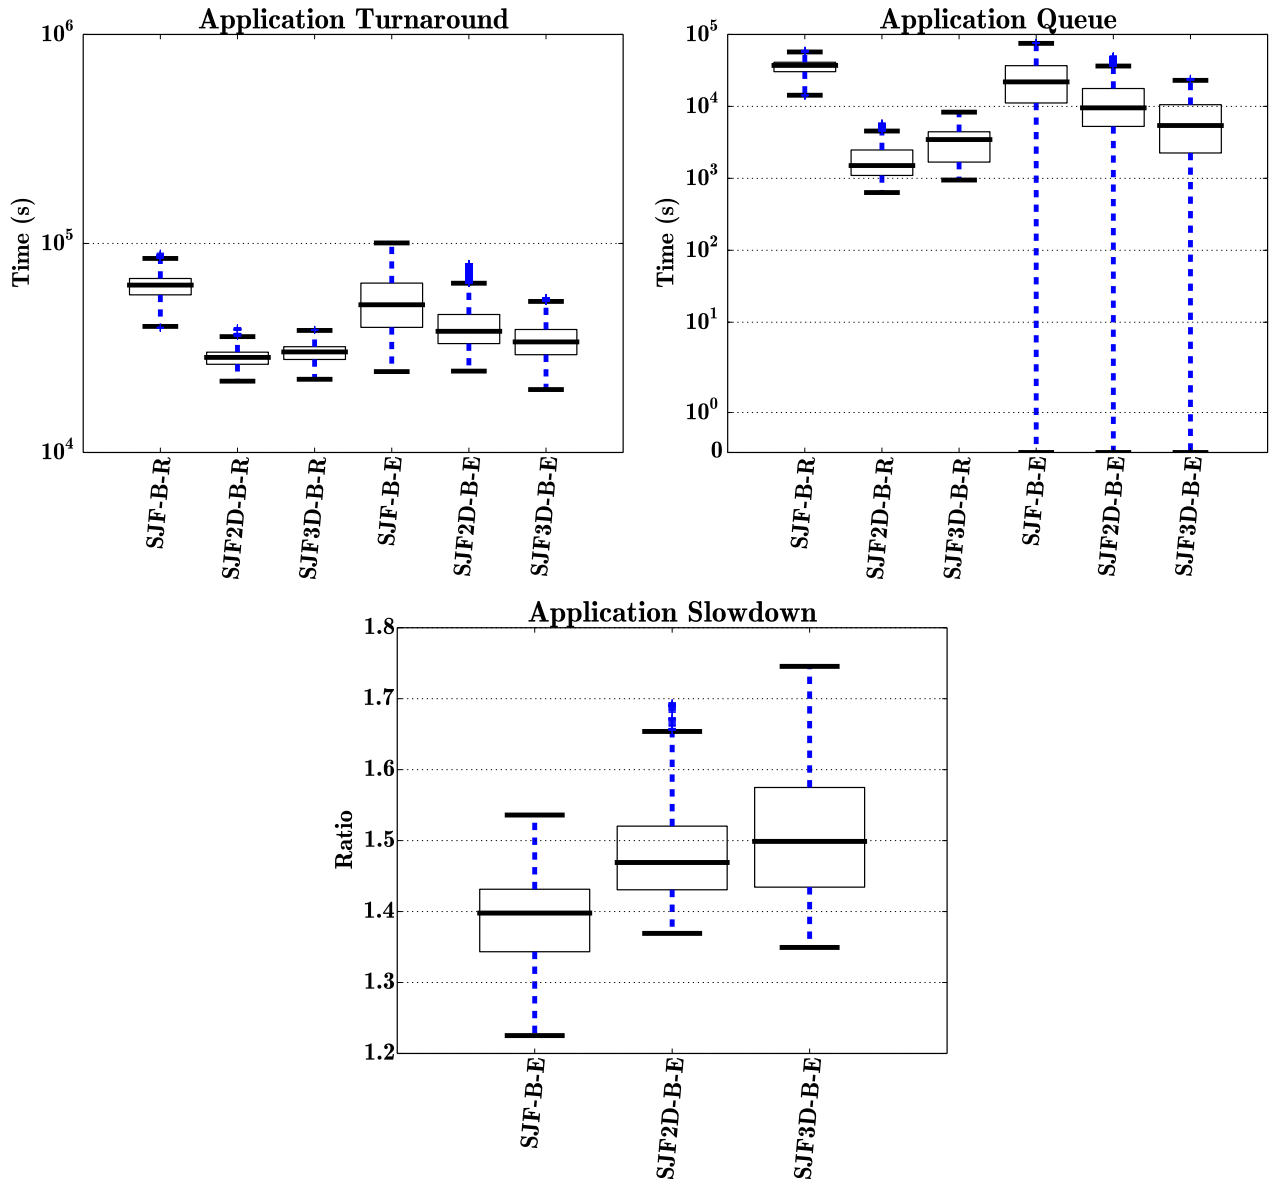 Application Turnaround
10^6
10^5
10^4
Time (s)
SJF-B-R
SJF2D-B-R
SJF3D-B-R
SJF-B-E
SJF2D-B-E
SJF3D-B-E
Application Queue
10^5
10^4
10^3
10^2
10^1
10^0
0
Time (s)
SJF-B-R
SJF2D-B-R
SJF3D-B-R
SJF-B-E
SJF2D-B-E
SJF3D-B-E
Application Slowdown
1.8
1.7
1.6
1.5
1.4
1.3
1.2
Ratio
SJF-B-E
SJF2D-B-E
SJF3D-B-E